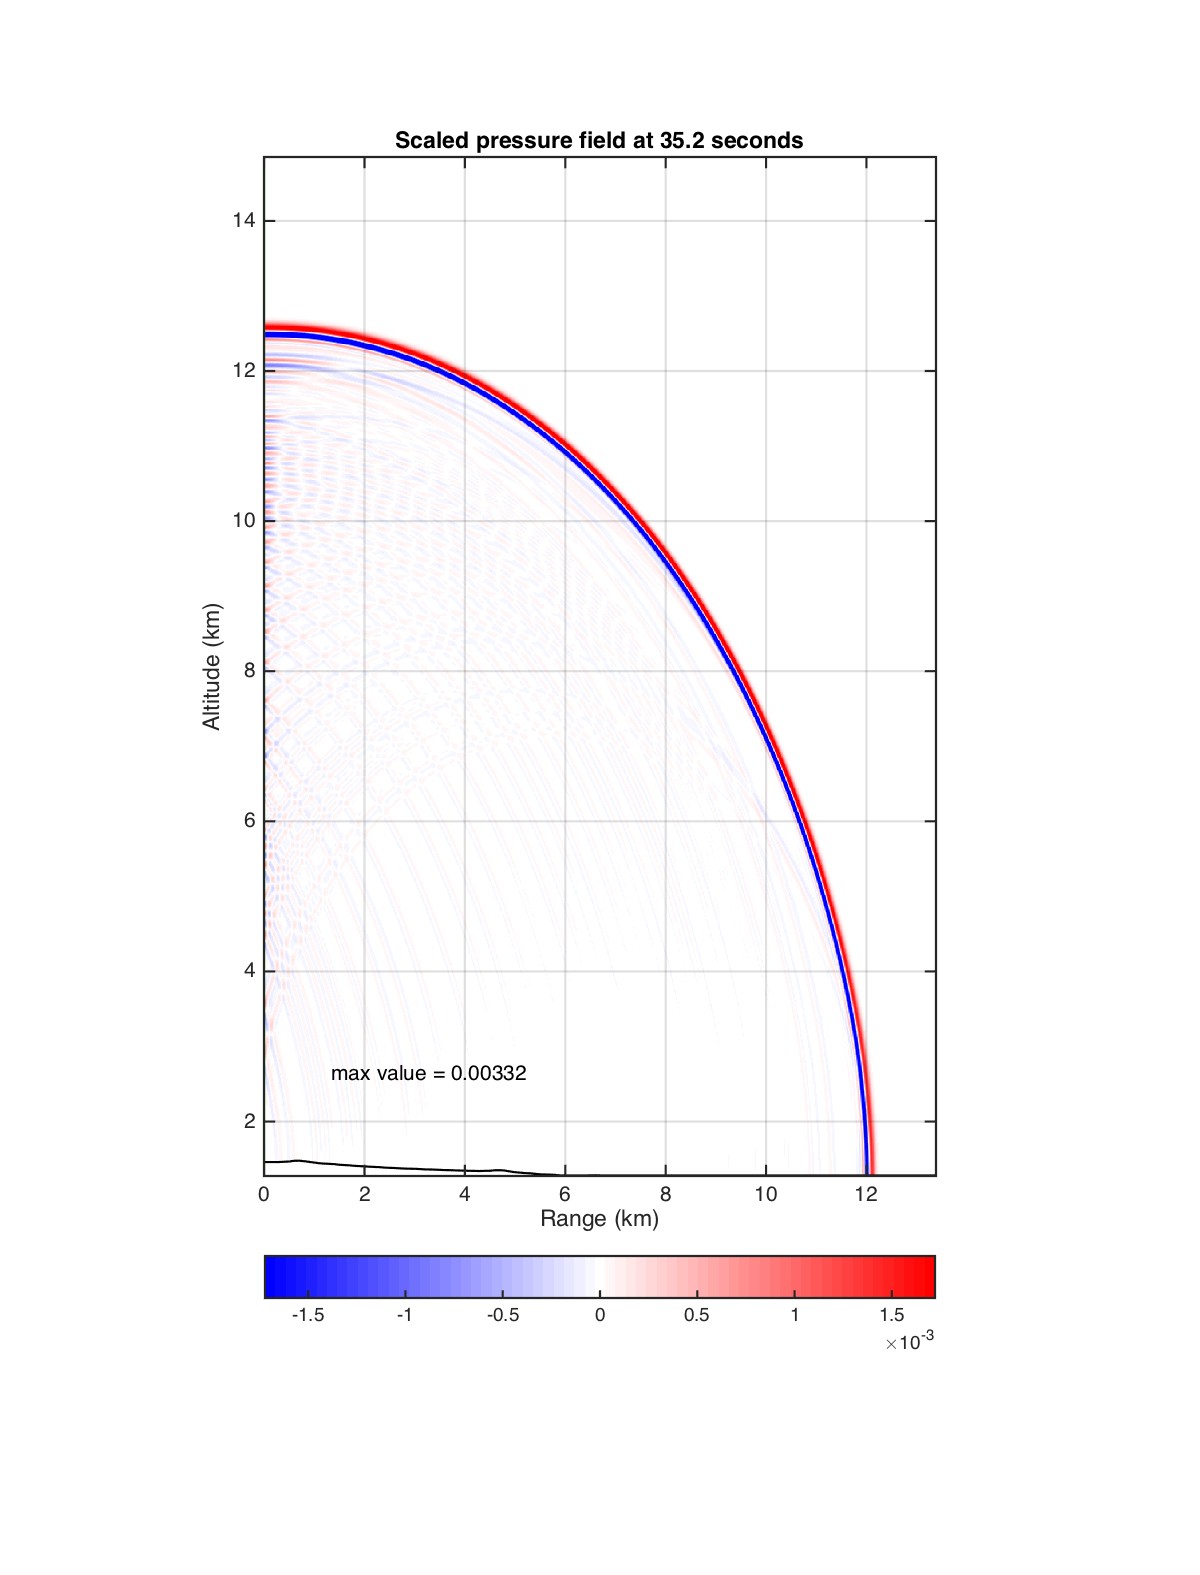 Scaled pressure field at 35.2 seconds
14
12
10
8
6
4
2
Altitude (km)
max value = 0.00332
0 2 4 6 8 10 12
Range (km)
-1.5 -1 -0.5 0 0.5 1 1.5
×10-3